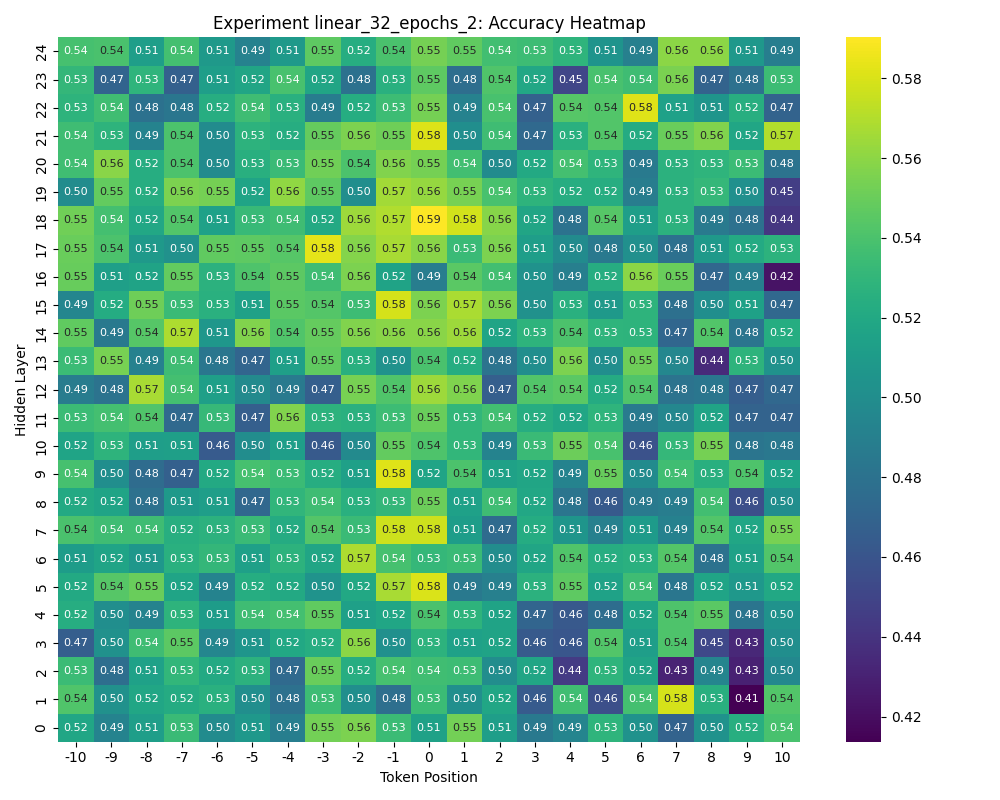 Experiment linear_32_epochs_2: Accuracy Heatmap
24 0.54 0.54 0.51 0.54 0.51 0.49 0.51 0.55 0.52 0.54 0.55 0.55 0.54 0.53 0.53 0.51 0.49 0.56 0.56 0.51 0.49
23 0.53 0.47 0.53 0.47 0.51 0.52 0.54 0.52 0.48 0.53 0.55 0.48 0.54 0.52 0.45 0.54 0.54 0.56 0.47 0.48 0.53
22 0.53 0.54 0.48 0.48 0.52 0.54 0.53 0.49 0.52 0.53 0.55 0.49 0.54 0.47 0.54 0.54 0.58 0.51 0.51 0.52 0.47
21 0.54 0.53 0.49 0.54 0.50 0.53 0.52 0.55 0.56 0.55 0.58 0.50 0.54 0.47 0.53 0.54 0.52 0.55 0.56 0.52 0.57
20 0.54 0.56 0.52 0.54 0.50 0.53 0.53 0.55 0.54 0.56 0.55 0.54 0.50 0.52 0.54 0.53 0.49 0.53 0.53 0.53 0.48
19 0.50 0.55 0.52 0.56 0.55 0.52 0.56 0.55 0.50 0.57 0.56 0.55 0.54 0.53 0.52 0.52 0.49 0.53 0.53 0.50 0.45
18 0.55 0.54 0.52 0.54 0.51 0.53 0.54 0.52 0.56 0.57 0.59 0.58 0.56 0.52 0.48 0.54 0.51 0.53 0.49 0.48 0.44
17 0.55 0.54 0.51 0.50 0.55 0.55 0.54 0.58 0.56 0.57 0.56 0.53 0.56 0.51 0.50 0.48 0.50 0.48 0.51 0.52 0.53
16 0.55 0.51 0.52 0.55 0.53 0.54 0.55 0.54 0.56 0.52 0.49 0.54 0.54 0.50 0.49 0.52 0.56 0.55 0.47 0.49 0.42
15 0.49 0.52 0.55 0.53 0.53 0.51 0.55 0.54 0.53 0.58 0.56 0.57 0.56 0.50 0.53 0.51 0.53 0.48 0.50 0.51 0.47
14 0.55 0.49 0.54 0.57 0.51 0.56 0.54 0.55 0.56 0.56 0.56 0.56 0.52 0.53 0.54 0.53 0.53 0.47 0.54 0.48 0.52
13 0.53 0.55 0.49 0.54 0.48 0.47 0.51 0.55 0.53 0.50 0.54 0.52 0.48 0.50 0.56 0.50 0.55 0.50 0.44 0.53 0.50
12 0.49 0.48 0.57 0.54 0.51 0.50 0.49 0.47 0.55 0.54 0.56 0.56 0.47 0.54 0.54 0.52 0.54 0.48 0.48 0.47 0.47
11 0.53 0.54 0.54 0.47 0.53 0.47 0.56 0.53 0.53 0.53 0.55 0.53 0.54 0.52 0.52 0.53 0.49 0.50 0.52 0.47 0.47
10 0.52 0.53 0.51 0.51 0.46 0.50 0.51 0.46 0.50 0.55 0.54 0.53 0.49 0.53 0.55 0.54 0.46 0.53 0.55 0.48 0.48
9 0.54 0.50 0.48 0.47 0.52 0.54 0.53 0.52 0.51 0.58 0.52 0.54 0.51 0.52 0.49 0.55 0.50 0.54 0.53 0.54 0.52
8 0.52 0.52 0.48 0.51 0.51 0.47 0.53 0.54 0.53 0.53 0.55 0.51 0.54 0.52 0.48 0.46 0.49 0.49 0.54 0.46 0.50
7 0.54 0.54 0.54 0.52 0.53 0.53 0.52 0.54 0.53 0.58 0.58 0.51 0.47 0.52 0.51 0.49 0.51 0.49 0.54 0.52 0.55
6 0.51 0.52 0.51 0.53 0.53 0.51 0.53 0.52 0.57 0.54 0.53 0.53 0.50 0.52 0.54 0.52 0.53 0.54 0.48 0.51 0.54
5 0.52 0.54 0.55 0.52 0.49 0.52 0.52 0.50 0.52 0.57 0.58 0.49 0.49 0.53 0.55 0.52 0.54 0.48 0.52 0.51 0.52
4 0.52 0.50 0.49 0.53 0.51 0.54 0.54 0.55 0.51 0.52 0.54 0.53 0.52 0.47 0.46 0.48 0.52 0.54 0.55 0.48 0.50
3 0.47 0.50 0.54 0.55 0.49 0.51 0.52 0.52 0.56 0.50 0.53 0.51 0.52 0.46 0.46 0.54 0.51 0.54 0.45 0.43 0.50
2 0.53 0.48 0.51 0.53 0.52 0.53 0.47 0.55 0.52 0.54 0.54 0.53 0.50 0.52 0.44 0.53 0.52 0.43 0.49 0.43 0.50
1 0.54 0.50 0.52 0.52 0.53 0.50 0.48 0.53 0.50 0.48 0.53 0.50 0.52 0.46 0.54 0.46 0.54 0.58 0.53 0.41 0.54
0 0.52 0.49 0.51 0.53 0.50 0.51 0.49 0.55 0.56 0.53 0.51 0.55 0.51 0.49 0.49 0.53 0.50 0.47 0.50 0.52 0.54
-10 -9 -8 -7 -6 -5 -4 -3 -2 -1 0 1 2 3 4 5 6 7 8 9 10
Token Position
Hidden Layer
0.58
0.56
0.54
0.52
0.50
0.48
0.46
0.44
0.42